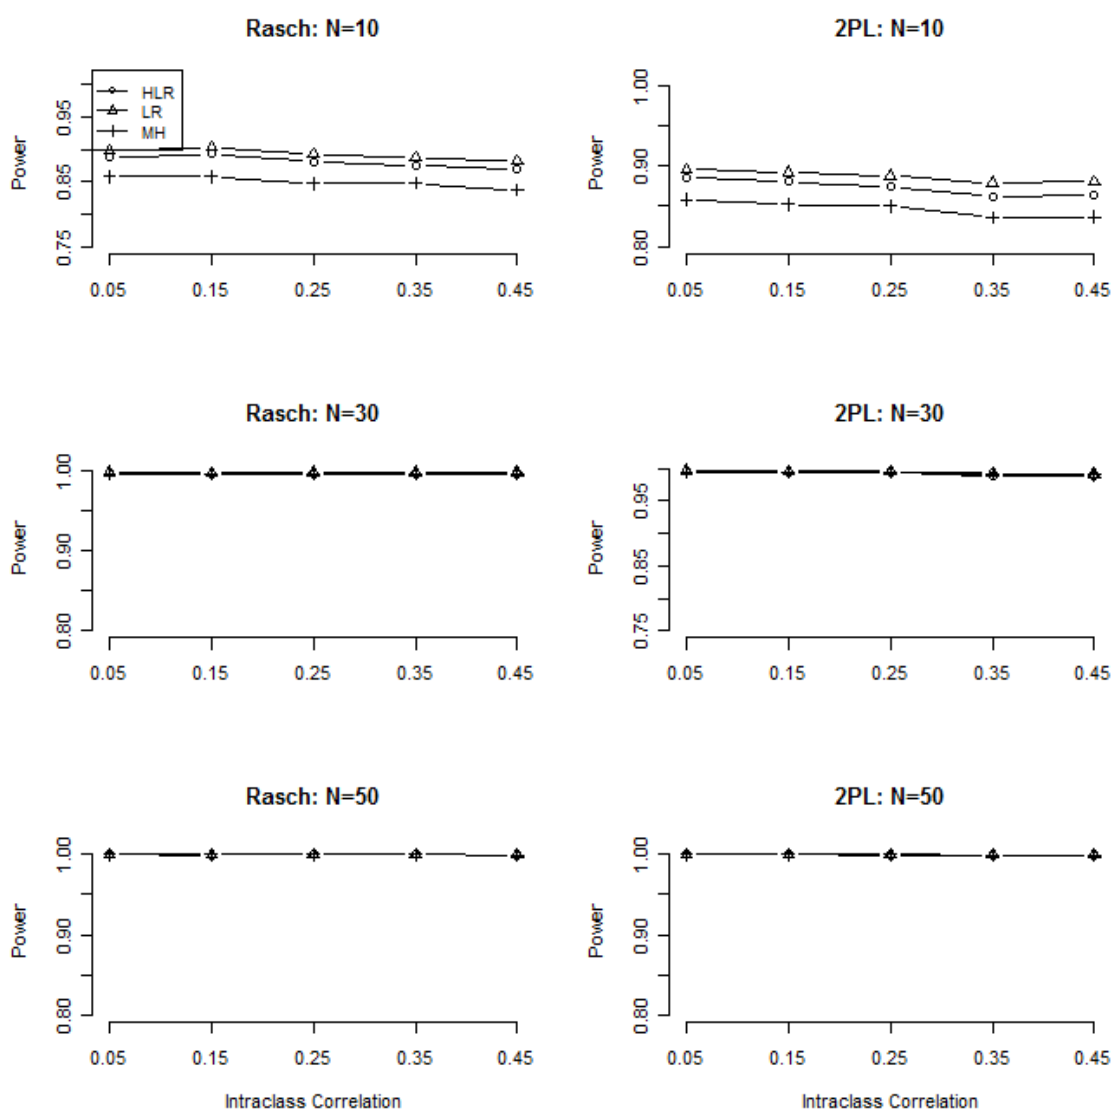 Rasch: N=10
HLR
LR
MH
Power
0.75 0.85 0.95
0.05 0.15 0.25 0.35 0.45
2PL: N=10
Power
0.80 0.90 1.00
0.05 0.15 0.25 0.35 0.45
Rasch: N=30
Power
0.80 0.90 1.00
0.05 0.15 0.25 0.35 0.45
2PL: N=30
Power
0.75 0.85 0.95
0.05 0.15 0.25 0.35 0.45
Rasch: N=50
Power
0.80 0.90 1.00
0.05 0.15 0.25 0.35 0.45
Intraclass Correlation
2PL: N=50
Power
0.80 0.90 1.00
0.05 0.15 0.25 0.35 0.45
Intraclass Correlation